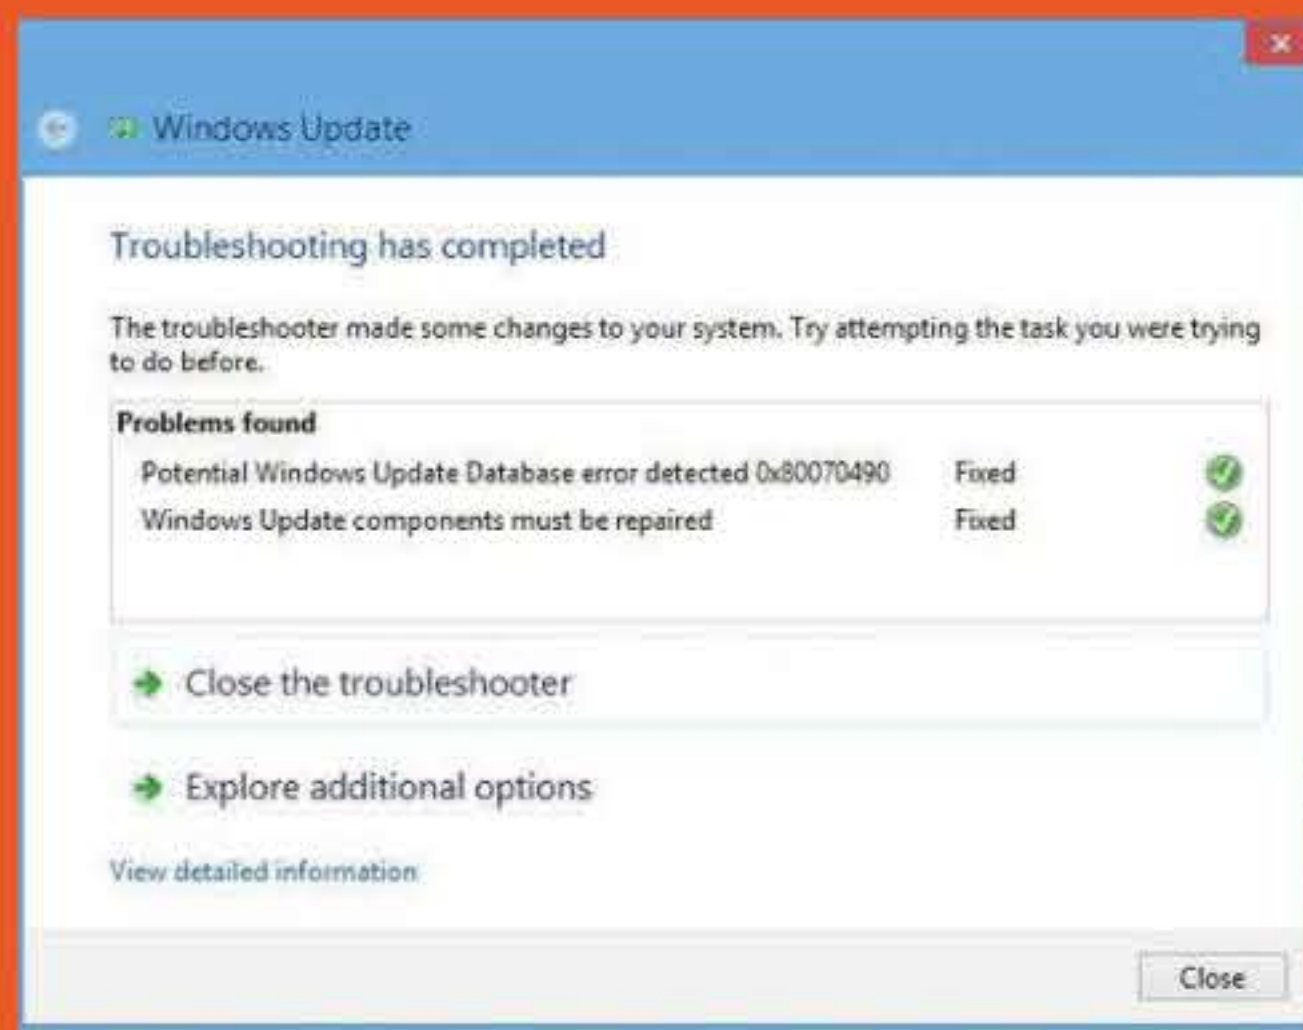 Windows Update
Troubleshooting has completed
The troubleshooter made some changes to your system. Try attempting the task you were trying
to do before.
Problems found
Potential Windows Update Database error detected 0x80070490 Fixed
Windows Update components must be repaired Fixed
Close the troubleshooter
Explore additional options
View detailed information
Close